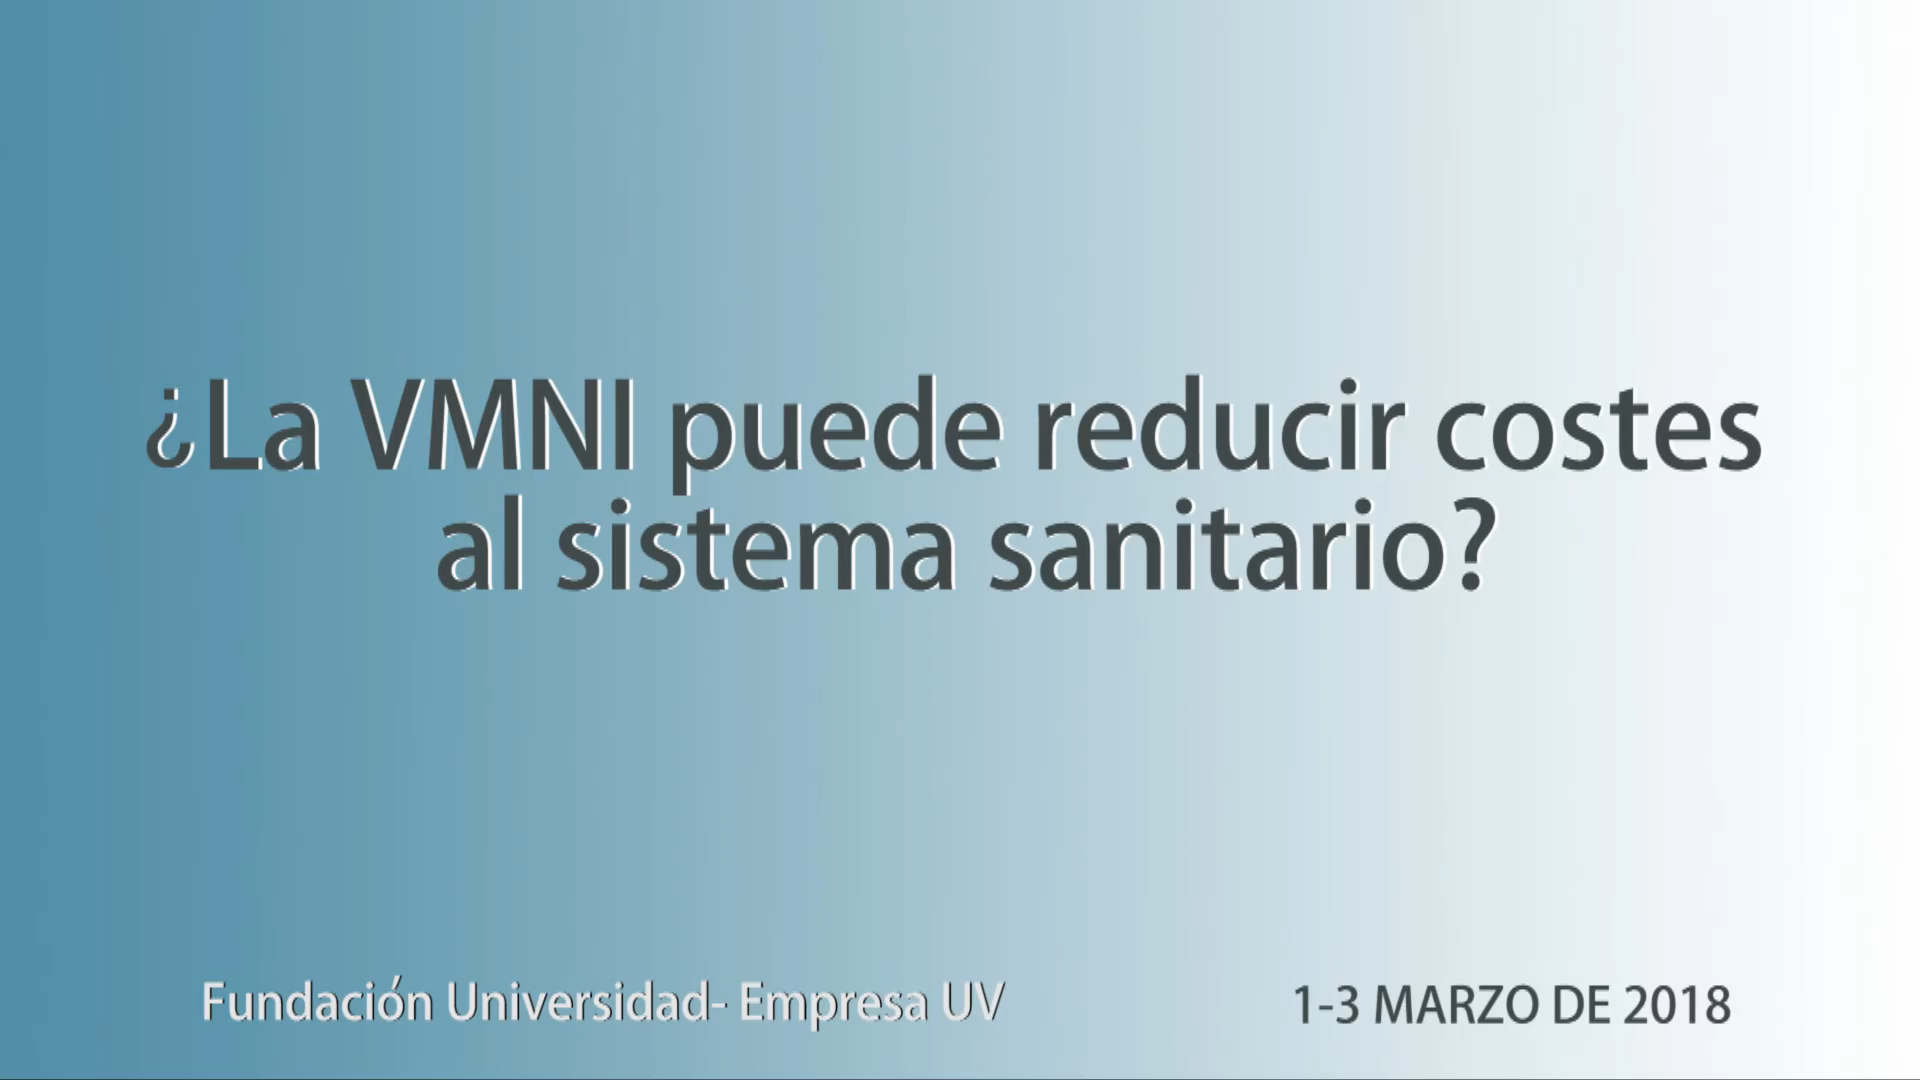 ¿La VMNI puede reducir costes
al sistema sanitario?
Fundación Universidad- Empresa UV
1-3 MARZO DE 2018